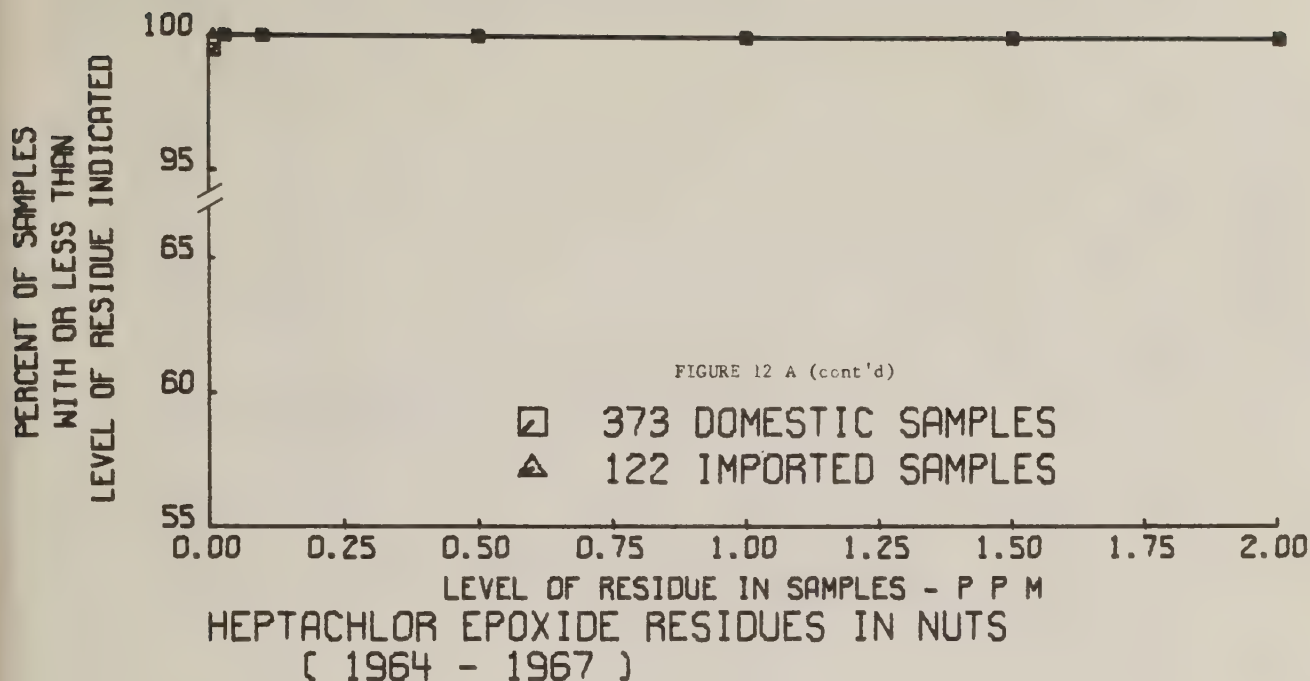 PERCENT OF SAMPLES
WITH OR LESS THAN
LEVEL OF RESIDUE INDICATED
100
95
65
60
55
0.00 0.25 0.50 0.75 1.00 1.25 1.50 1.75 2.00
FIGURE 12 A (cont'd)
373 DOMESTIC SAMPLES
122 IMPORTED SAMPLES
LEVEL OF RESIDUE IN SAMPLES - P P M
HEPTACHLOR EPOXIDE RESIDUES IN NUTS
( 1964 - 1967 )